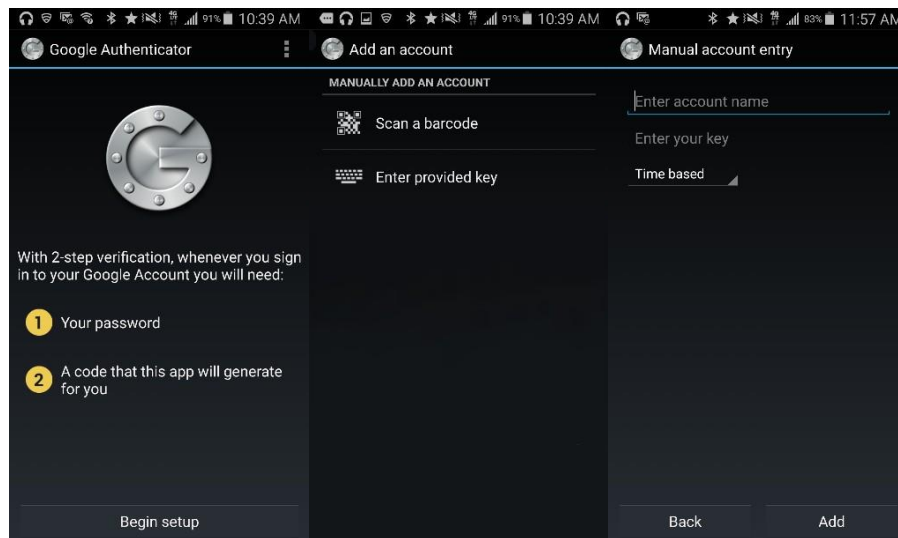 91% 10:39 AM
Google Authenticator
With 2-step verification, whenever you sign
in to your Google Account you will need:
1 Your password
2 A code that this app will generate
for you
Begin setup
91% 10:39 AM
Add an account
MANUALLY ADD AN ACCOUNT
Scan a barcode
Enter provided key
83% 11:57 AM
Manual account entry
Enter account name
Enter your key
Time based
Back
Add